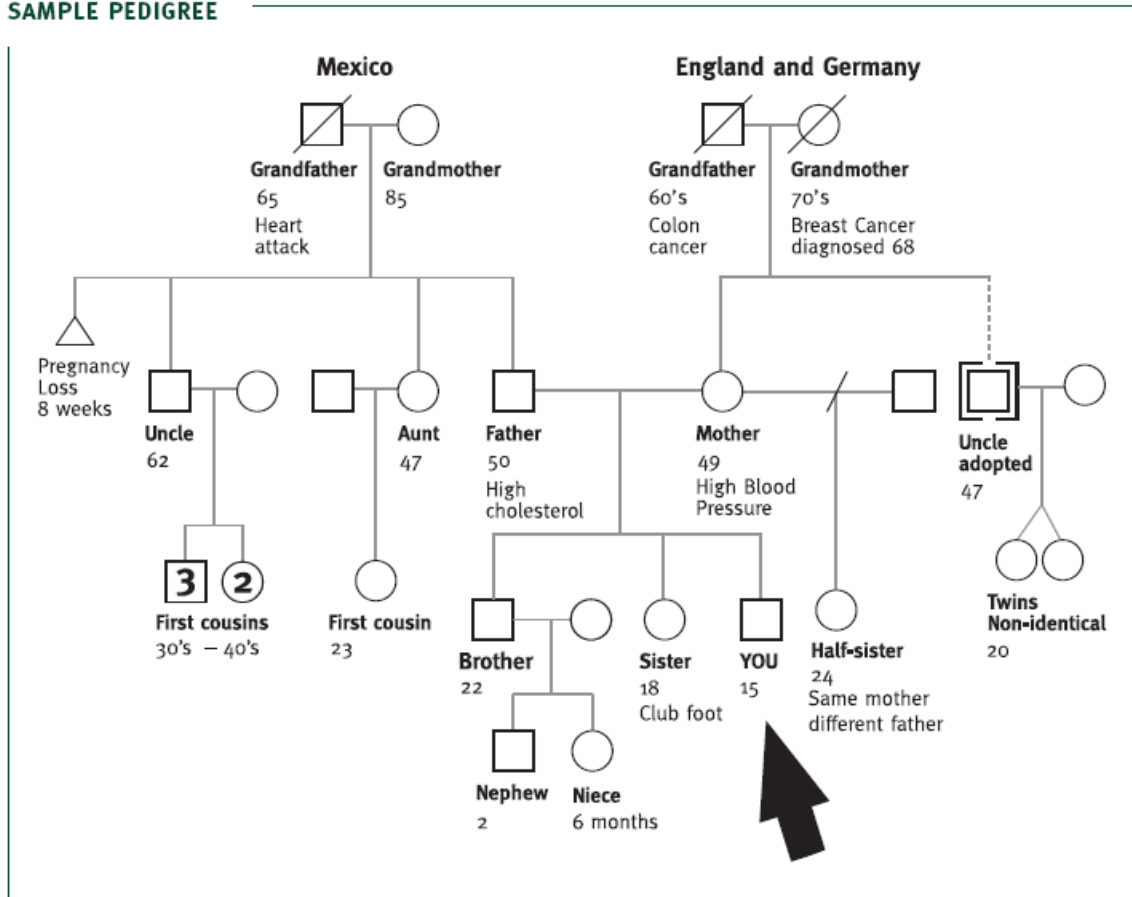 SAMPLE PEDIGREE
Mexico
England and Germany
Grandfather
65
Heart
attack
Grandmother
85
Grandfather
60's
Colon
cancer
Grandmother
70's
Breast Cancer
diagnosed 68
Pregnancy
Loss
8 weeks
Uncle
62
Aunt
47
Father
50
High
cholesterol
Mother
49
High Blood
Pressure
Uncle
adopted
47
3
2
First cousins
30's – 40's
First cousin
23
Brother
22
Sister
18
Club foot
YOU
15
Half-sister
24
Same mother
different father
Twins
Non-identical
20
Nephew
2
Niece
6 months